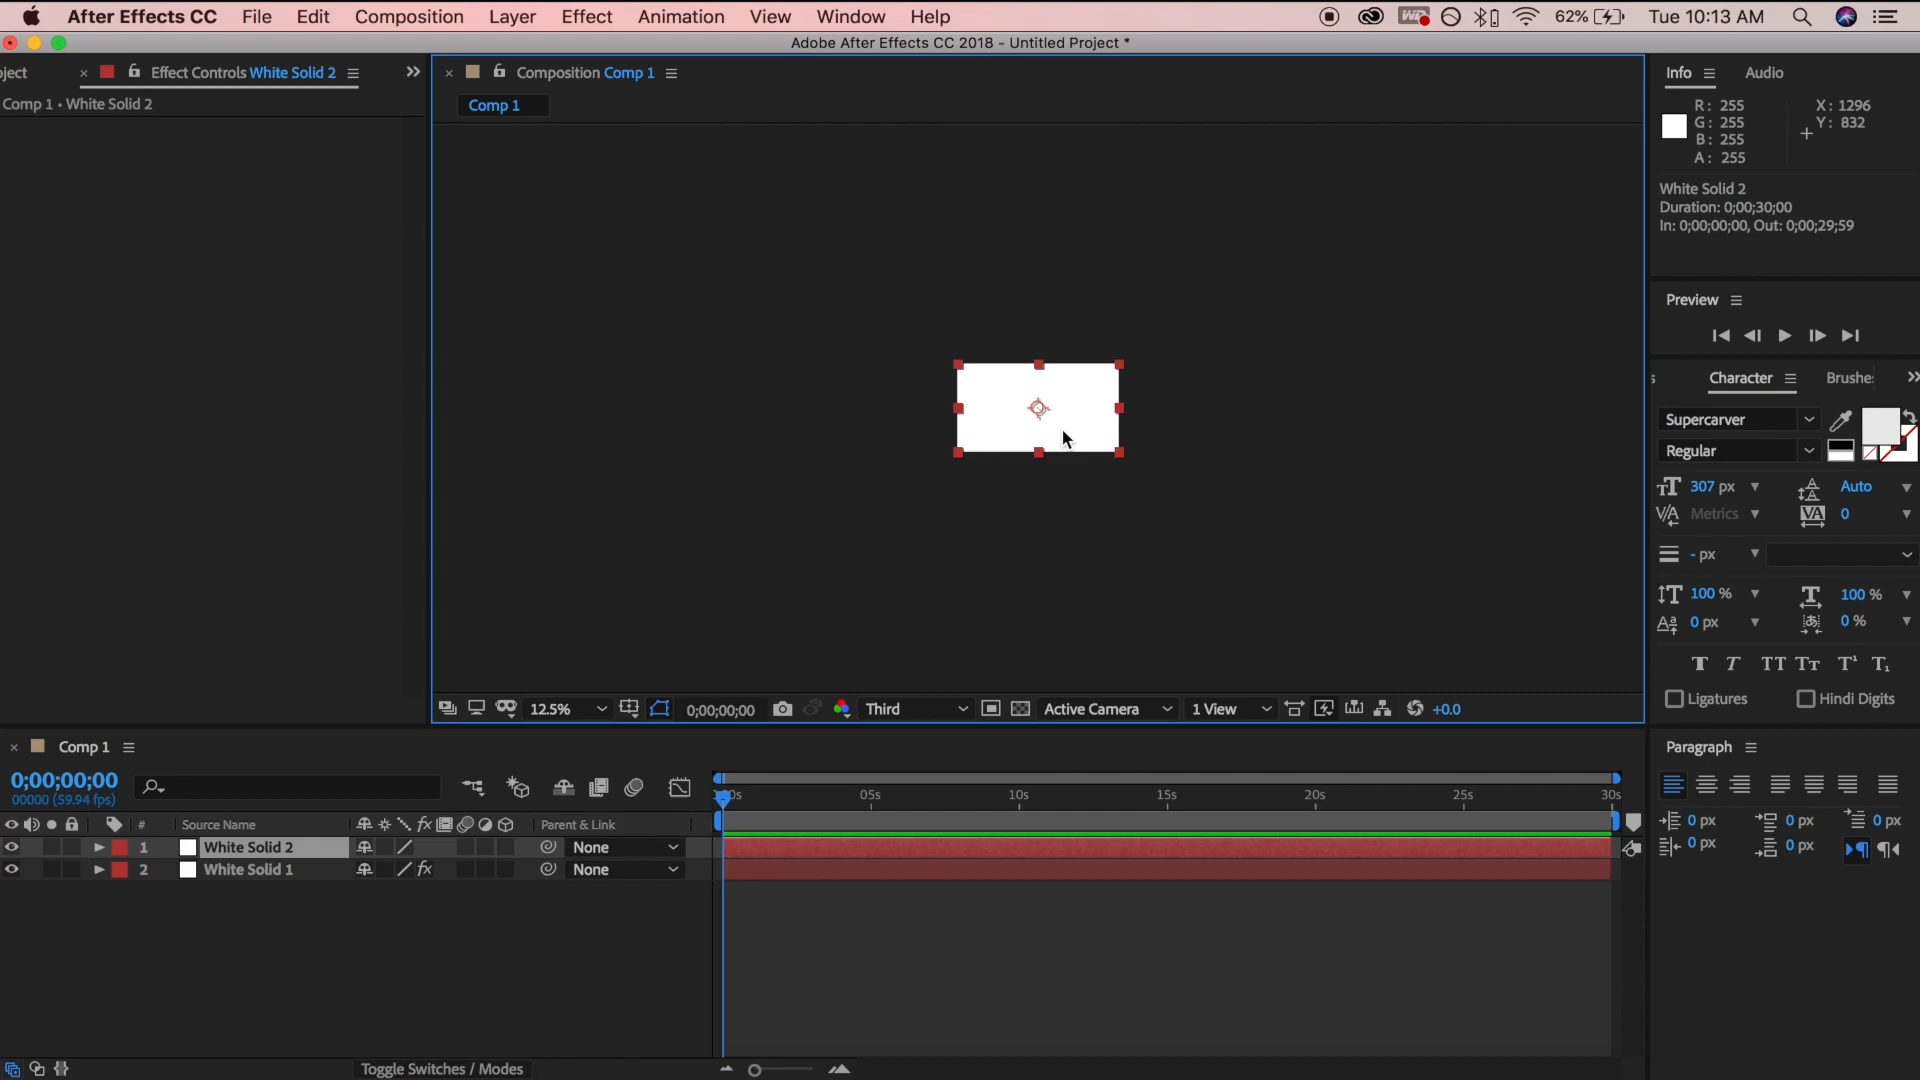 After Effects CC File Edit Composition Layer Effect Animation View Window Help 62% Tue 10:13 AM
Adobe After Effects CC 2018 - Untitled Project *
ject Effect Controls White Solid 2
Comp 1 • White Solid 2
Composition Comp 1
Comp 1
Info Audio
R: 255 X: 1296
G: 255 Y: 832
B: 255
A: 255
White Solid 2
Duration: 0;00;30;00
In: 0;00;00;00, Out: 0;00;29;59
Preview
s Character Brushe
Supercarver
Regular
307 px Auto
Metrics 0
- px
100 % 100 %
0 px 0 %
Ligatures Hindi Digits
12.5% 0;00;00;00 Third Active Camera 1 View +0.0
Comp 1
0;00;00;00
00000 (59.94 fps)
0s 05s 10s 15s 20s 25s 30s
# Source Name fx Parent & Link
1 White Solid 2 None
2 White Solid 1 fx None
Toggle Switches / Modes
Paragraph
0 px 0 px 0 px
0 px 0 px